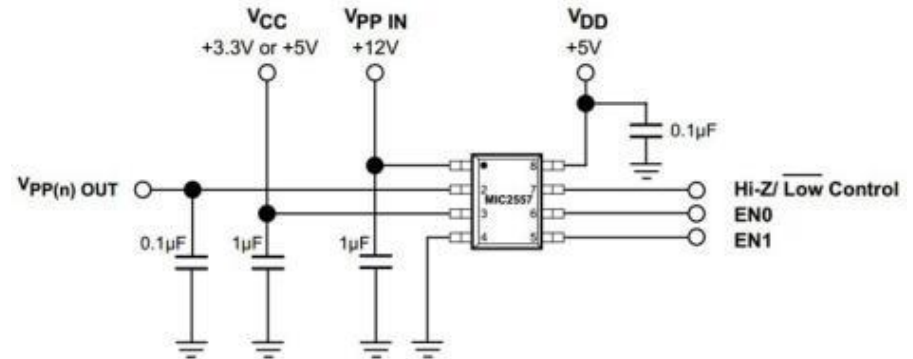 VCC
+3.3V or +5V
VPP IN
+12V
VDD
+5V
0.1µF
VPP(n) OUT
8
2
7
MIC2557
3
6
4
5
Hi-Z/ Low Control
EN0
EN1
0.1µF
1µF
1µF